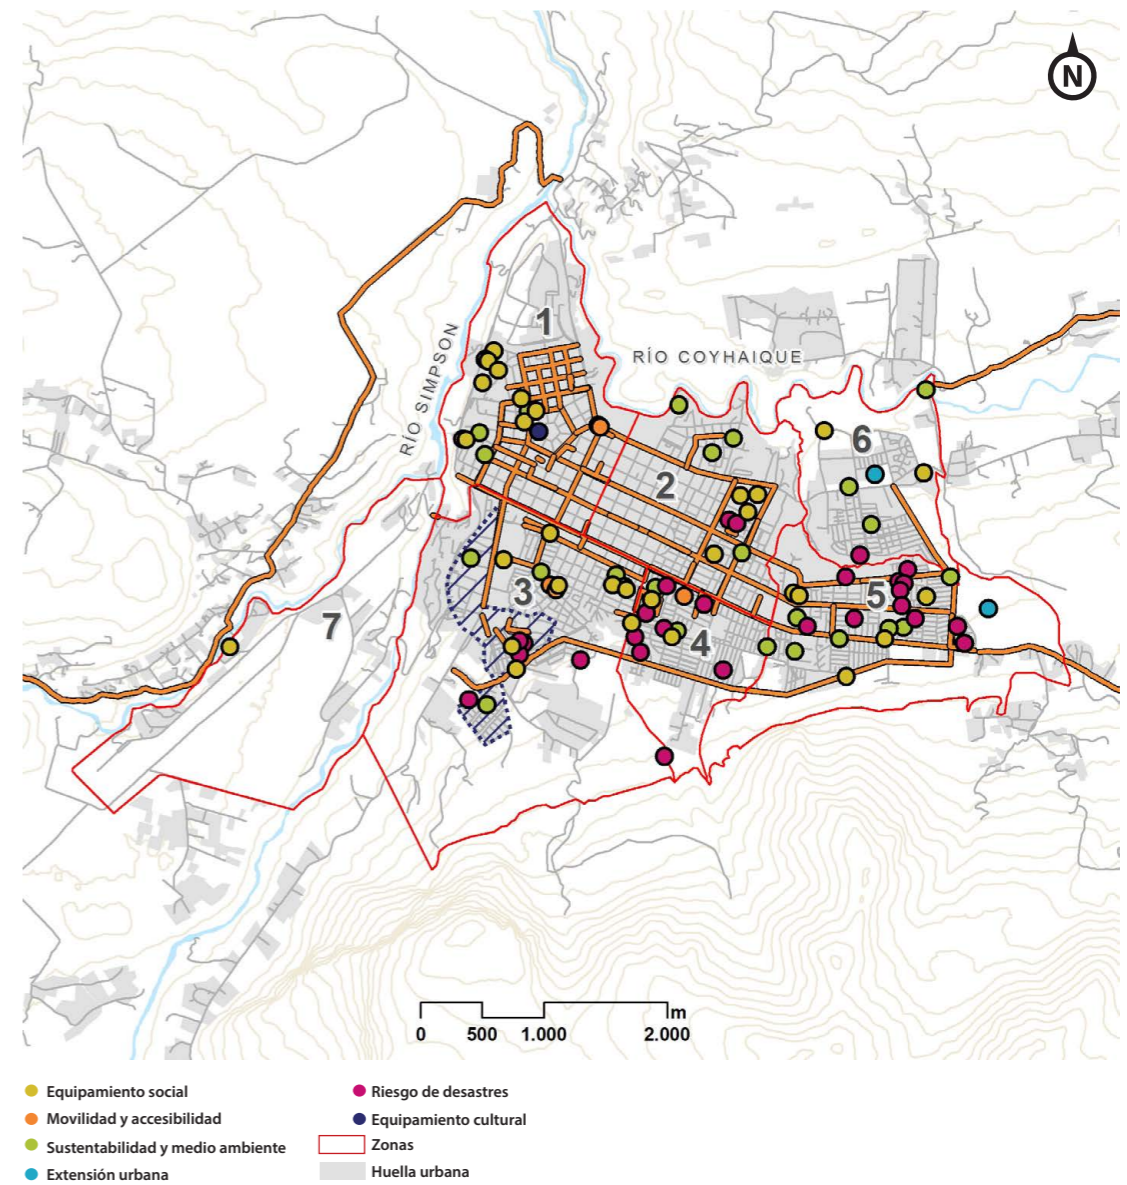 N
1
RÍO COYHAIQUE
RÍO SIMPSON
6
2
3
5
7
4
m
0 500 1.000 2.000
Equipamiento social
Movilidad y accesibilidad
Sustentabilidad y medio ambiente
Extensión urbana
Riesgo de desastres
Equipamiento cultural
Zonas
Huella urbana